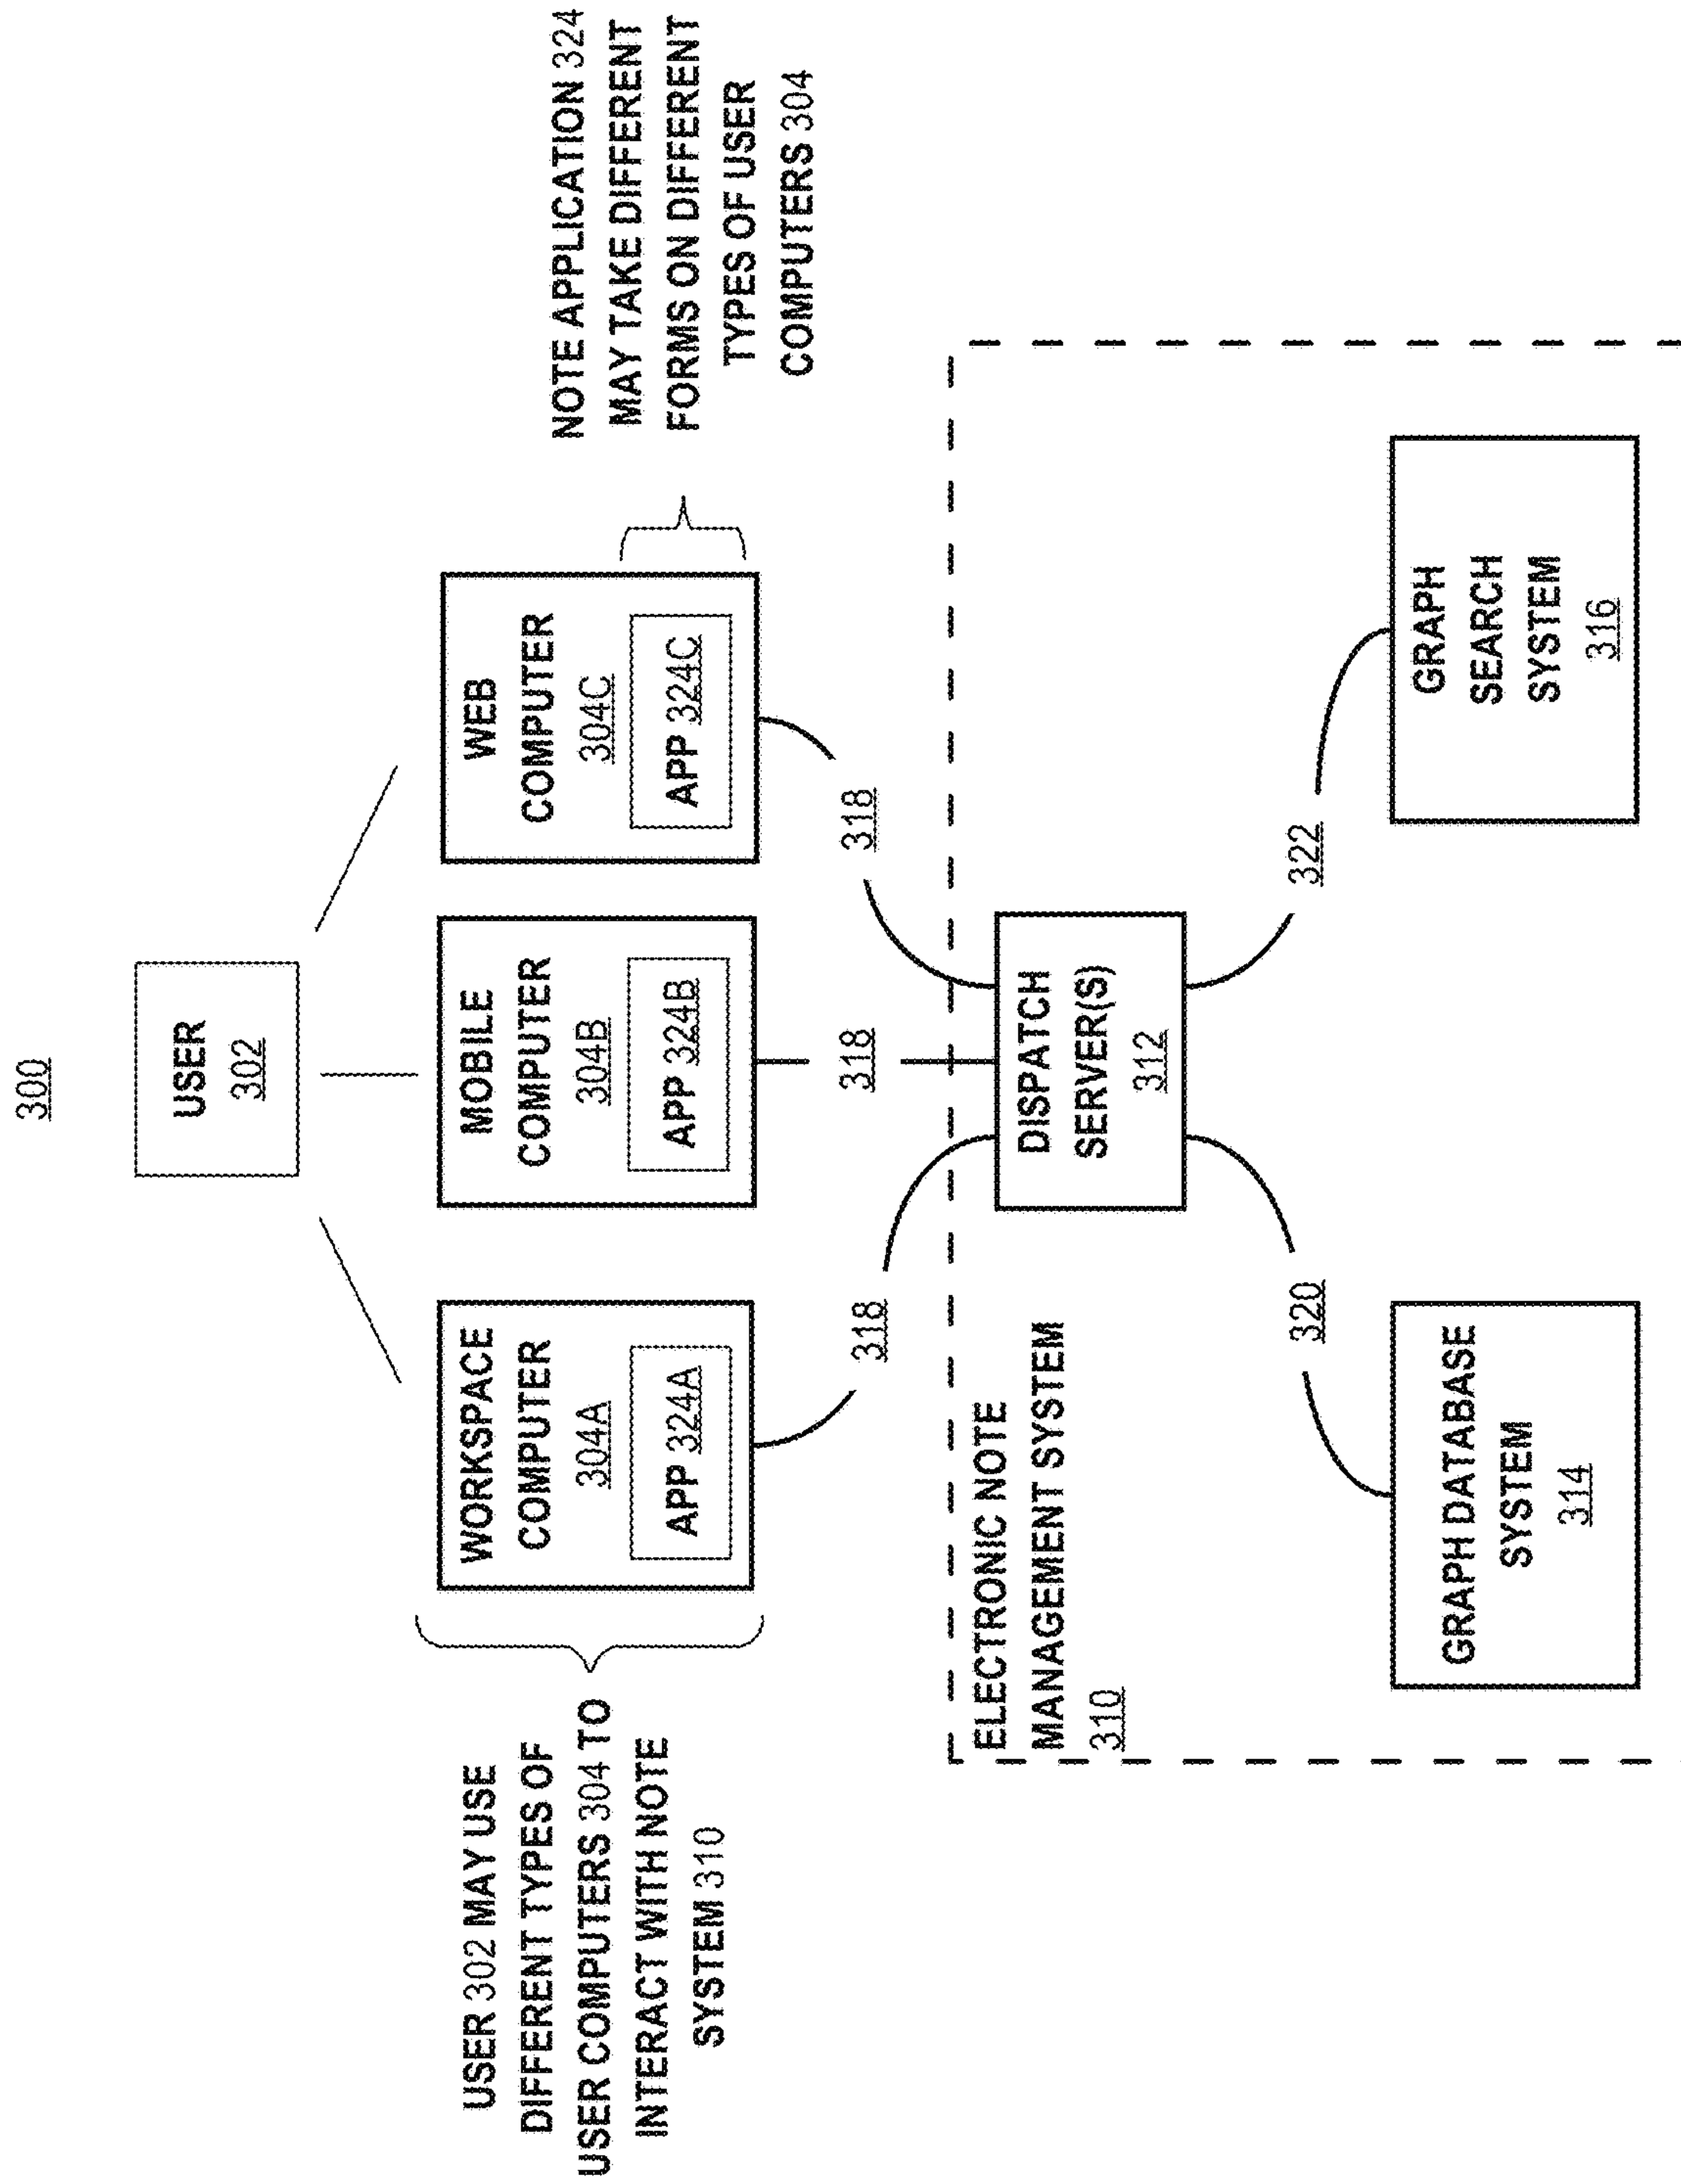 300
USER
302
USER 302 MAY USE
DIFFERENT TYPES OF
USER COMPUTERS 304 TO
INTERACT WITH NOTE
SYSTEM 310
WORKSPACE
COMPUTER
304A
APP 324A
MOBILE
COMPUTER
304B
APP 324B
WEB
COMPUTER
304C
APP 324C
NOTE APPLICATION 324
MAY TAKE DIFFERENT
FORMS ON DIFFERENT
TYPES OF USER
COMPUTERS 304
318
318
318
ELECTRONIC NOTE
MANAGEMENT SYSTEM
310
DISPATCH
SERVER(S)
312
320
322
GRAPH DATABASE
SYSTEM
314
GRAPH
SEARCH
SYSTEM
316